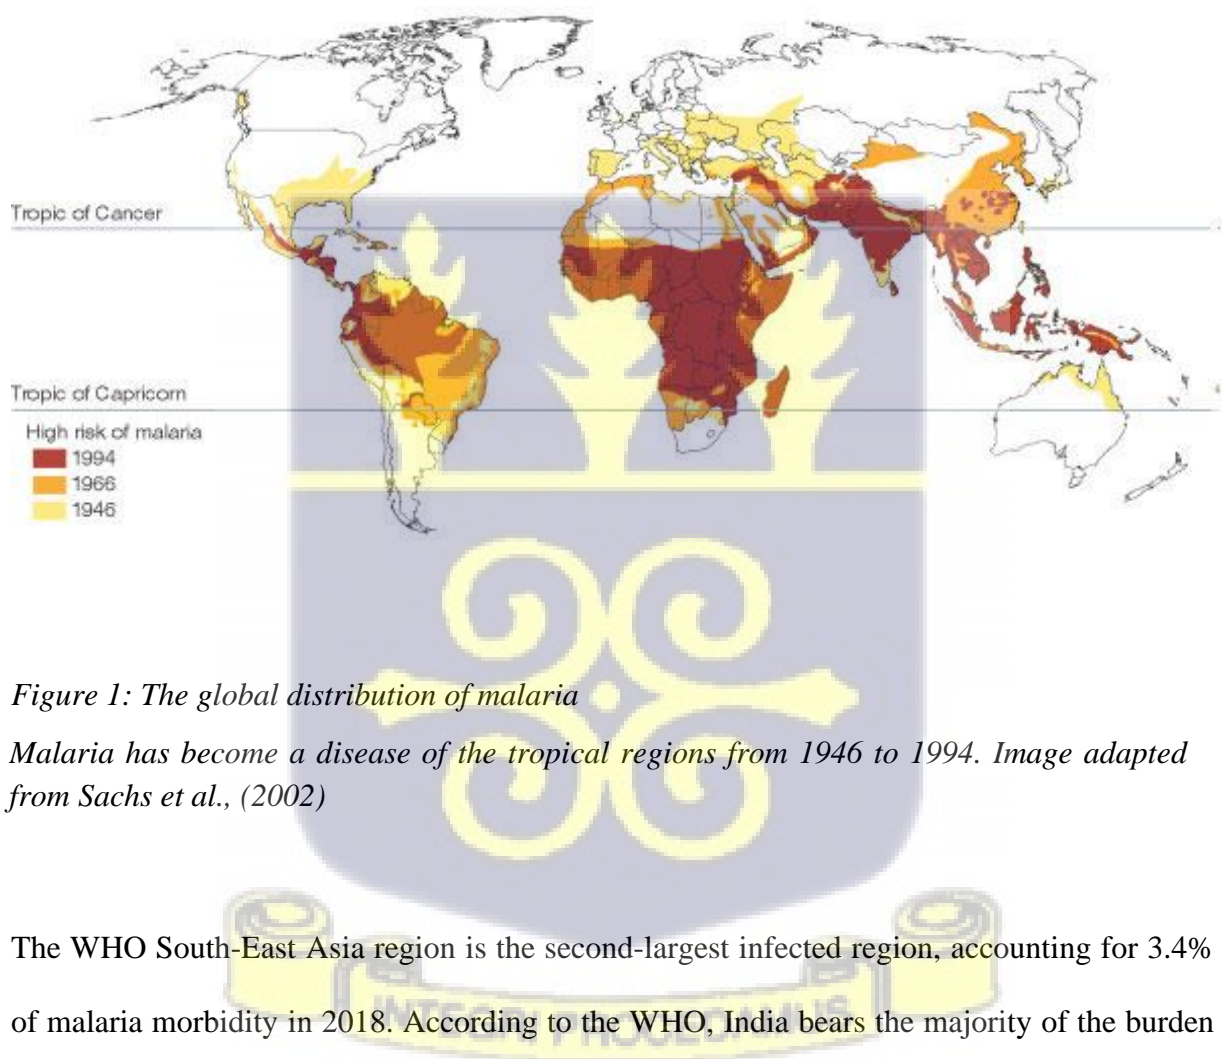 Tropic of Cancer
Tropic of Capricorn
High risk of malaria
1994
1966
1946
Figure 1: The global distribution of malaria
Malaria has become a disease of the tropical regions from 1946 to 1994. Image adapted
from Sachs et al., (2002)
The WHO South-East Asia region is the second-largest infected region, accounting for 3.4%
INTEGRI PROCEDAMUS
of malaria morbidity in 2018. According to the WHO, India bears the majority of the burden